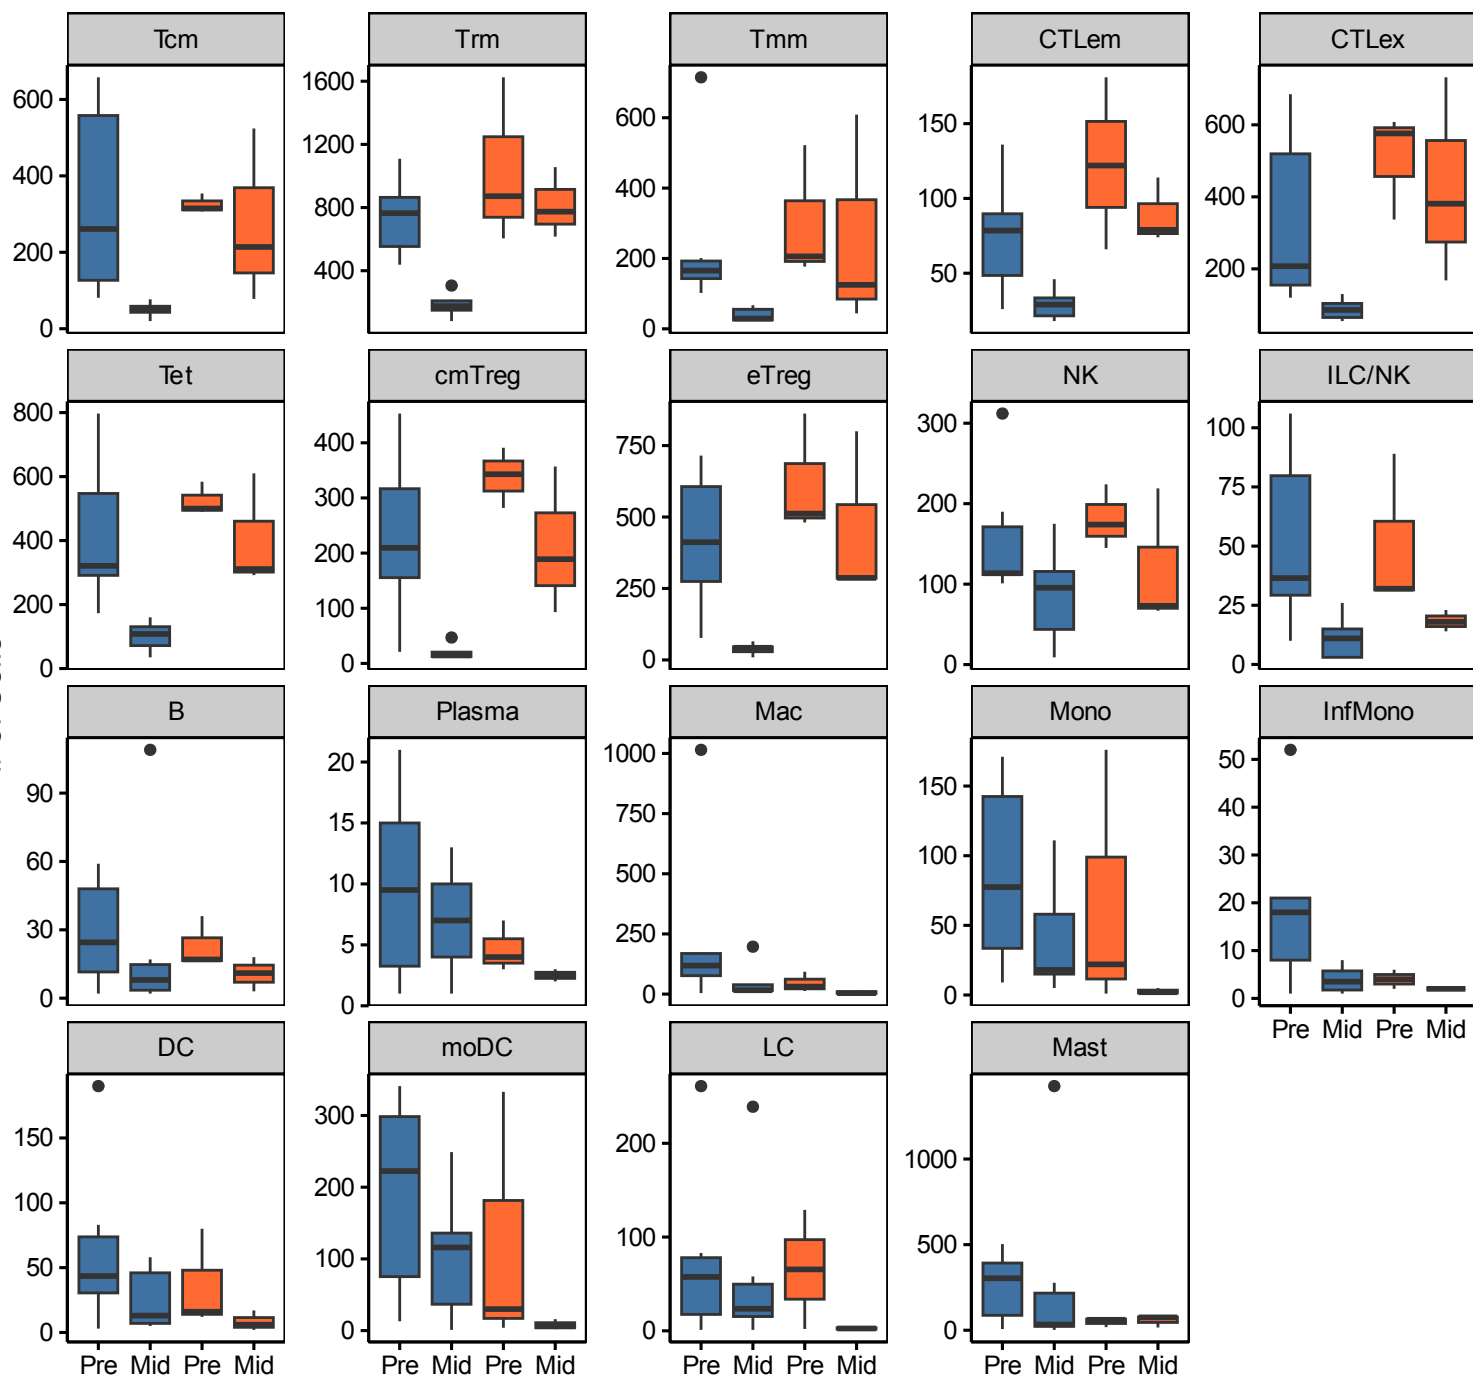 Tcm Trm Tmm CTLem CTLex
600 400 200 0
1600 1200 800 400
600 400 200 0
150 100 50
600 400 200
Tet cmTreg eTreg NK ILC/NK
800 600 400 200 0
400 300 200 100 0
750 500 250 0
300 200 100 0
100 75 50 25 0
B Plasma Mac Mono InfMono
90 60 30 0
20 15 10 5 0
1000 750 500 250 0
150 100 50 0
50 40 30 20 10 0
Pre Mid Pre Mid
DC moDC LC Mast
150 100 50 0
300 200 100 0
200 100 0
1000 500 0
Pre Mid Pre Mid Pre Mid Pre Mid Pre Mid Pre Mid Pre Mid Pre Mid